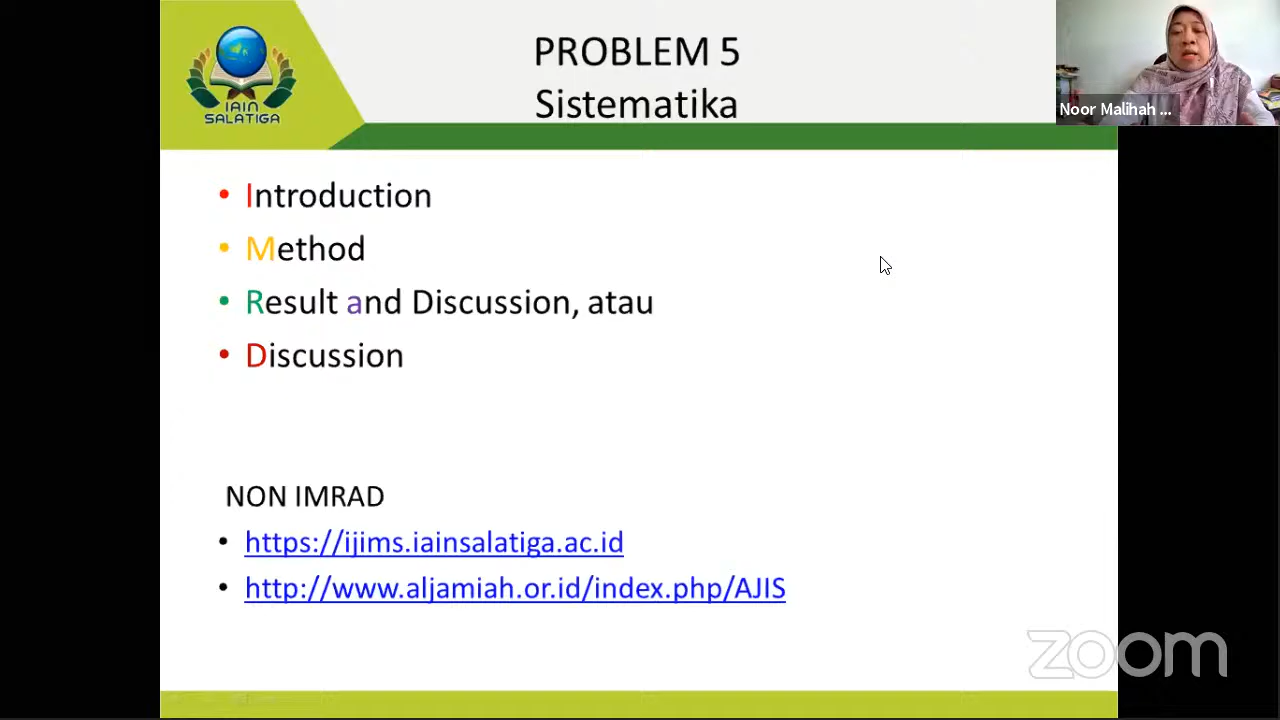 IAIN
SALATIGA
PROBLEM 5
Sistematika
Noor Malihah ...
• Introduction
• Method
• Result and Discussion, atau
• Discussion
NON IMRAD
• https://ijims.iainsalatiga.ac.id
• http://www.aljamiah.or.id/index.php/AJIS
zoom